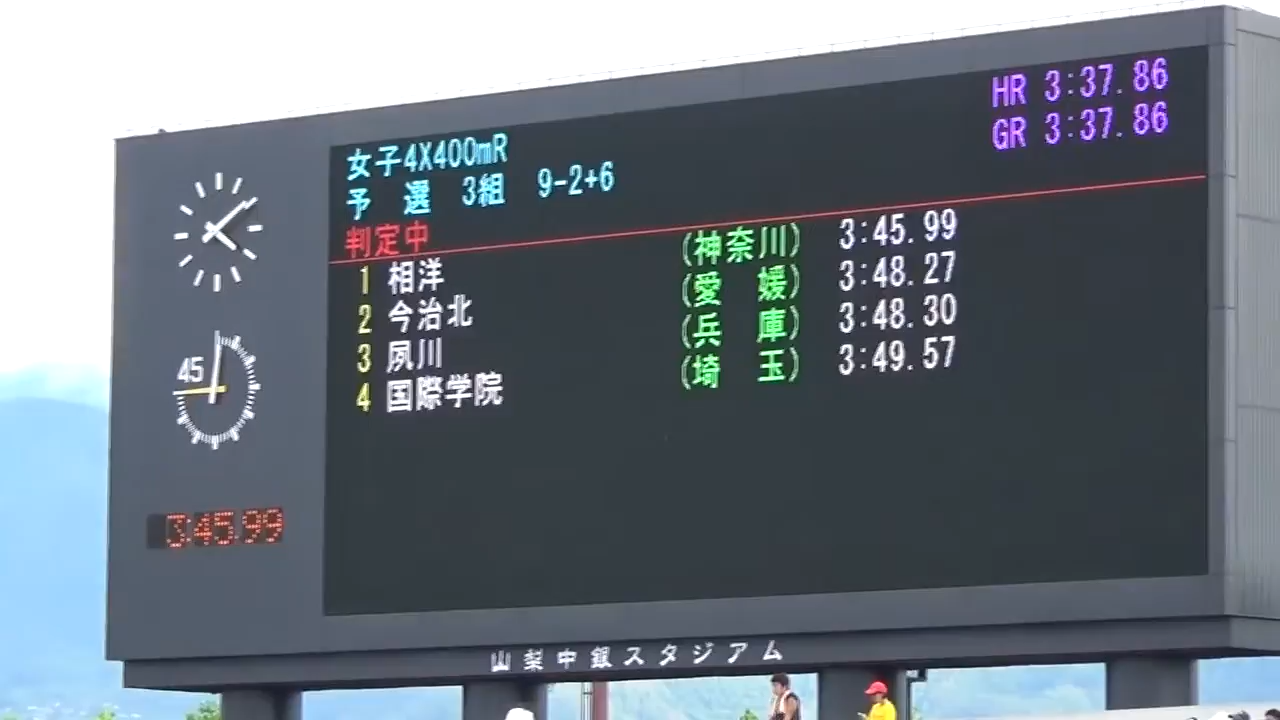 HR 3:37.86
GR 3:37.86
女子4X400mR
予 選 3組 9-2+6
判定中
1 相洋 (神奈川) 3:45.99
2 今治北 (愛 媛) 3:48.27
3 夙川 (兵 庫) 3:48.30
4 国際学院 (埼 玉) 3:49.57
45
3:45.99
山梨中銀スタジアム